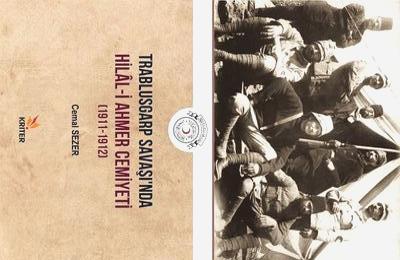 TRABLUSGARP SAVAŞI'NDA
HİLÂL-İ AHMER CEMİYETİ
(1911-1912)
Cemal SEZER
KRİTER